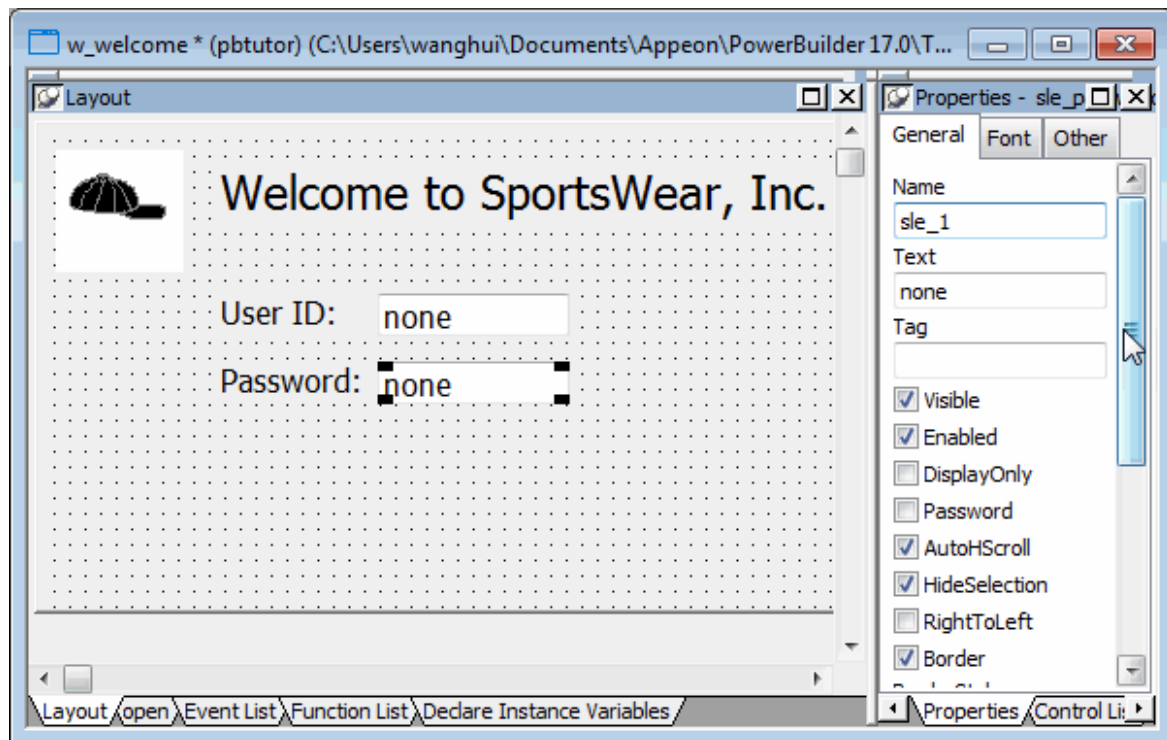 w_welcome * (pbtutor) (C:\Users\wanghui\Documents\Appeon\PowerBuilder 17.0\T...
Layout
Welcome to SportsWear, Inc.
User ID:
none
Password:
none
Layout
open
Event List
Function List
Declare Instance Variables
Properties - sle_p
General
Font
Other
Name
sle_1
Text
none
Tag
Visible
Enabled
DisplayOnly
Password
AutoHScroll
HideSelection
RightToLeft
Border
Properties
Control Li